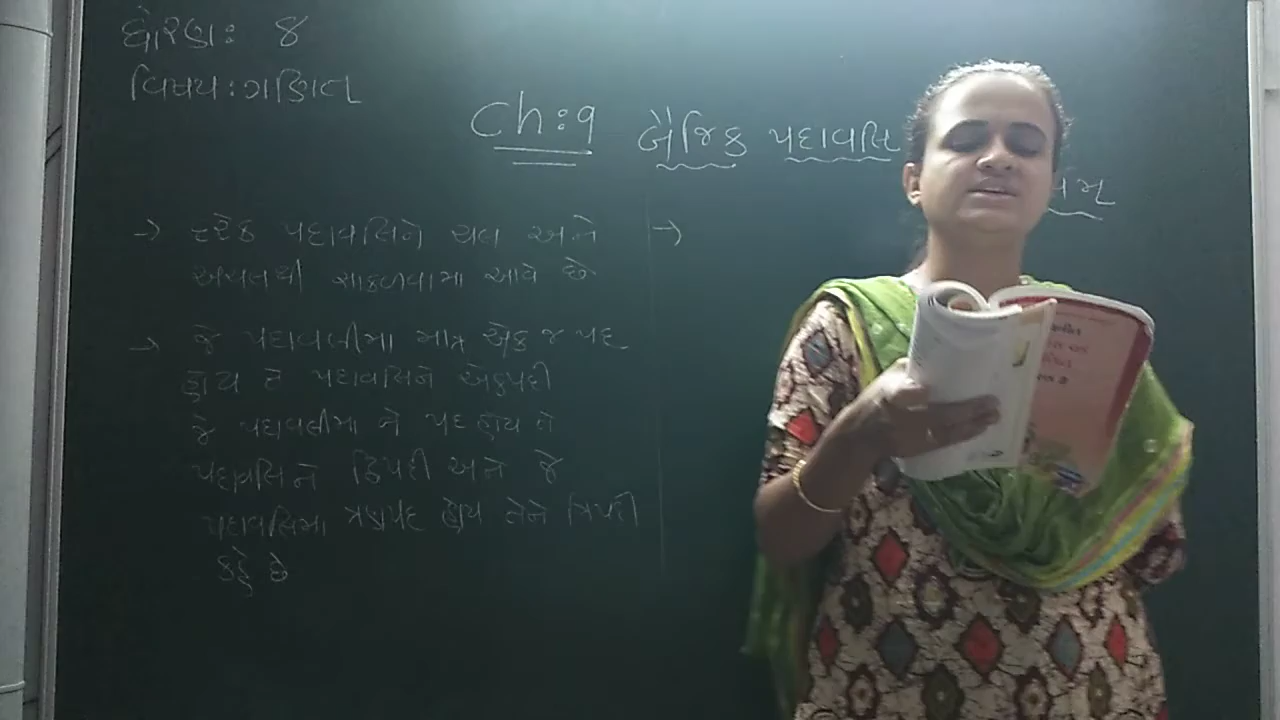 ધોરણ: ૪
વિષય: ગણિત
Ch:9 બૈજિક પદાવલિ
→ દરેક પદાવલિને ચલ અને →
અચલથી સાકળવામા આવે છે
→ જે પદાવલીમા માત્ર એક જ પદ
હોય તે પદાવલિને એકપદી
જે પદાવલીમા બે પદ હોય તે
પદાવલિને દ્વિપદી અને જે
પદાવલિમા ત્રણપદ હોય તેને ત્રિપદી
કહે છે